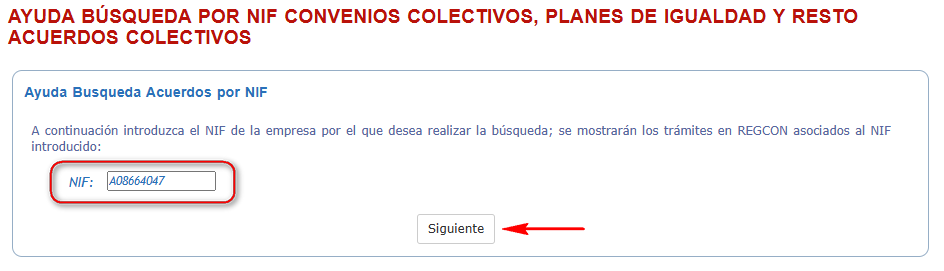 AYUDA BÚSQUEDA POR NIF CONVENIOS COLECTIVOS, PLANES DE IGUALDAD Y RESTO
ACUERDOS COLECTIVOS
Ayuda Busqueda Acuerdos por NIF
A continuación introduzca el NIF de la empresa por el que desea realizar la búsqueda; se mostrarán los trámites en REGCON asociados al NIF
introducido:
NIF: A08664047
Siguiente